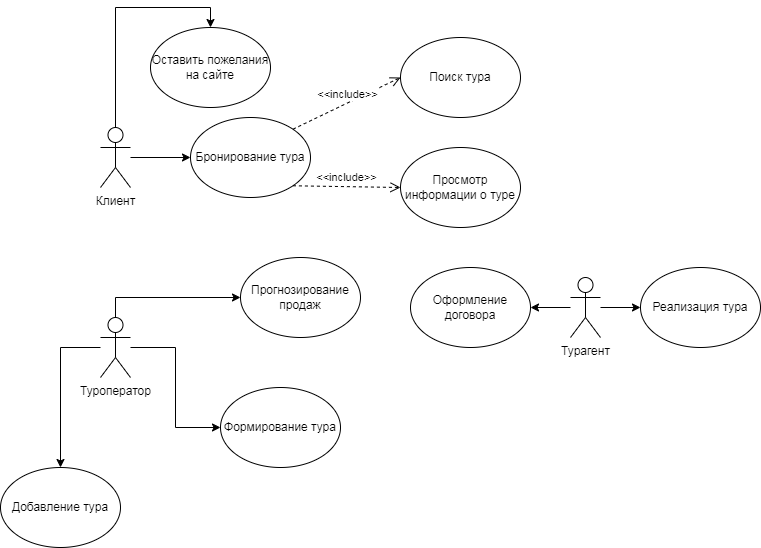 Оставить пожелания
на сайте
Поиск тура
<<include>>
Бронирование тура
<<include>>
Просмотр
информации о туре
Клиент
Прогнозирование
продаж
Оформление
договора
Реализация тура
Турагент
Туроператор
Формирование тура
Добавление тура